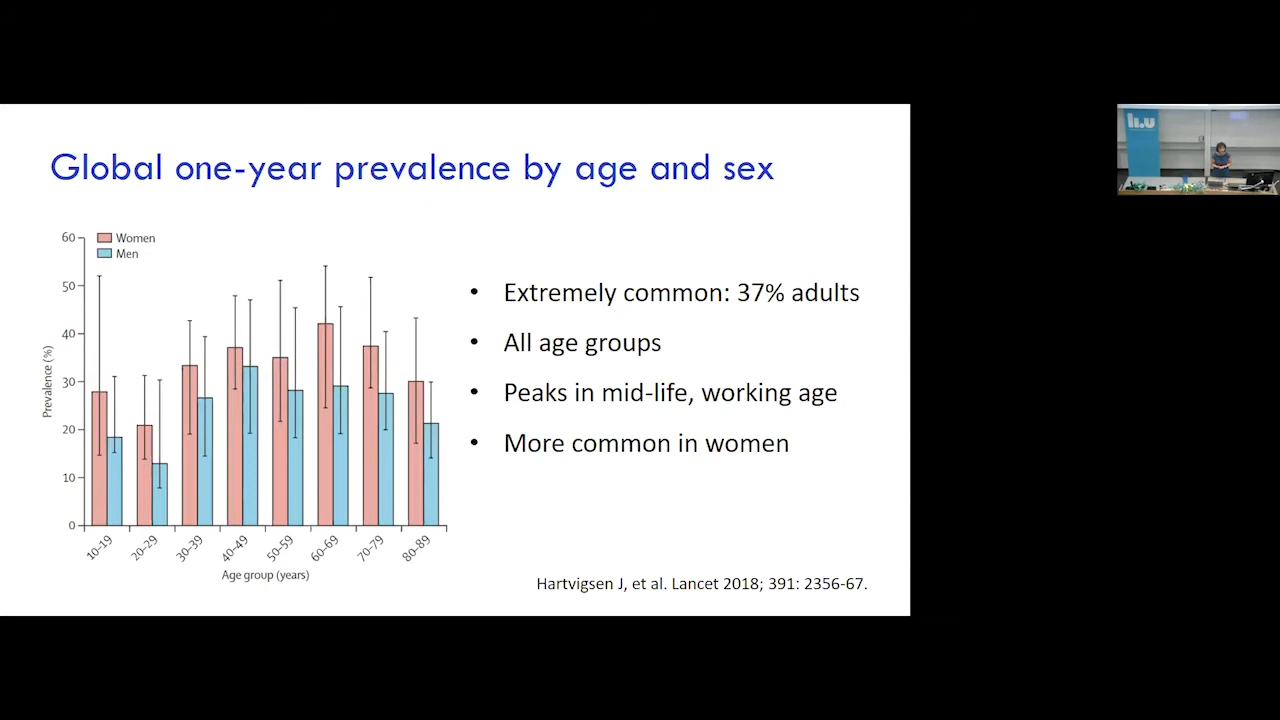 Global one-year prevalence by age and sex
Women
Men
Prevalence (%)
60
50
40
30
20
10
0
10-19
20-29
30-39
40-49
50-59
60-69
70-79
80-89
Age group (years)
• Extremely common: 37% adults
• All age groups
• Peaks in mid-life, working age
• More common in women
Hartvigsen J, et al. Lancet 2018; 391: 2356-67.